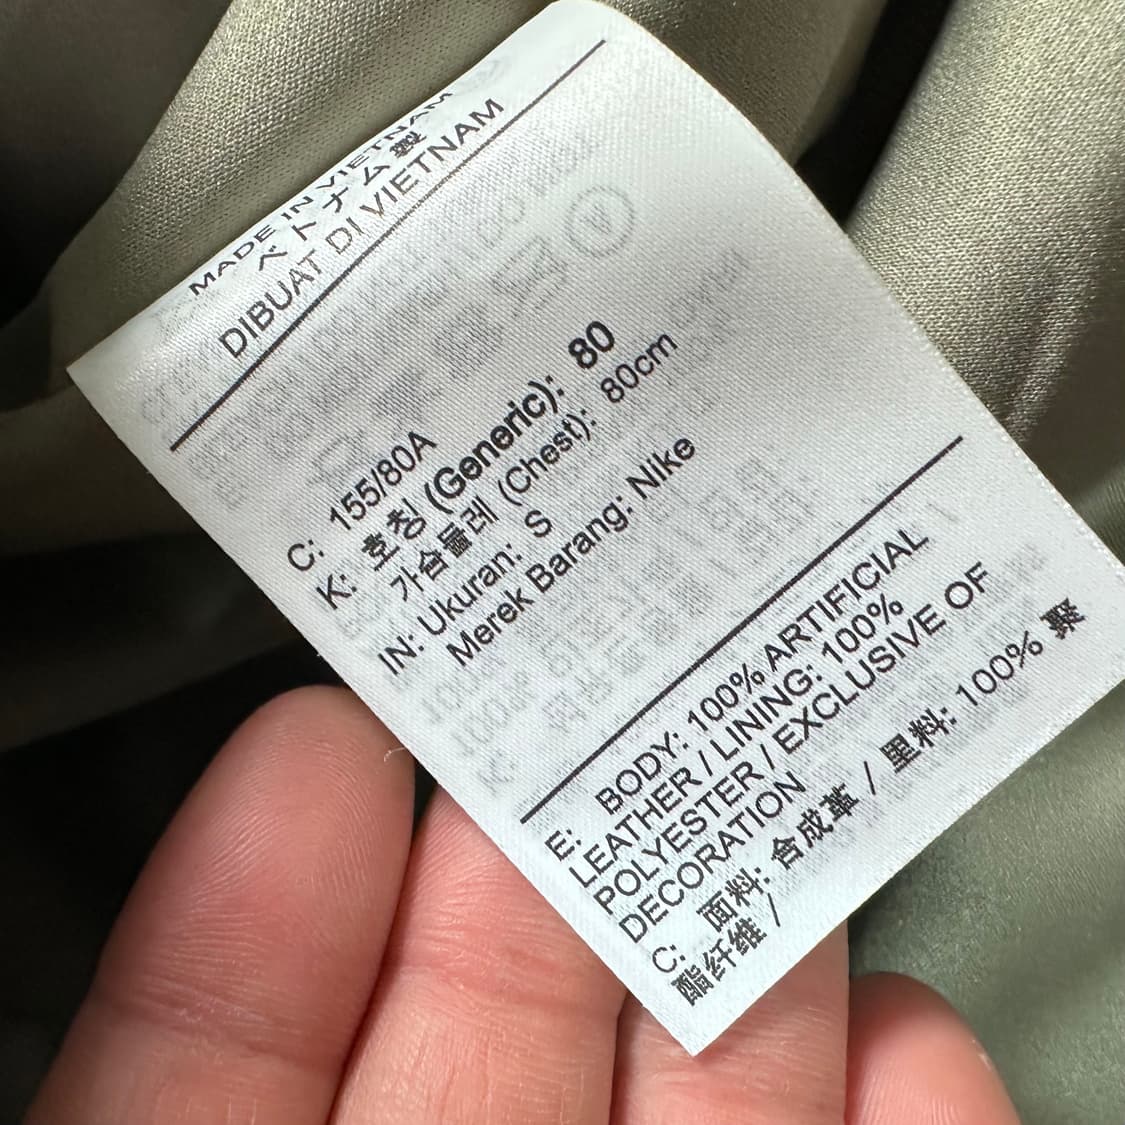 MADE IN VIETNAM
ベトナム製
DIBUAT DI VIETNAM
C: 155/80A
K: 호칭 (Generic): 80
가슴둘레 (Chest): 80cm
IN: Ukuran: S
Merek Barang: Nike
E: BODY: 100% ARTIFICIAL
LEATHER / LINING: 100%
POLYESTER / EXCLUSIVE OF
DECORATION
C: 面料: 合成革 / 里料: 100% 聚
酯纤维 /